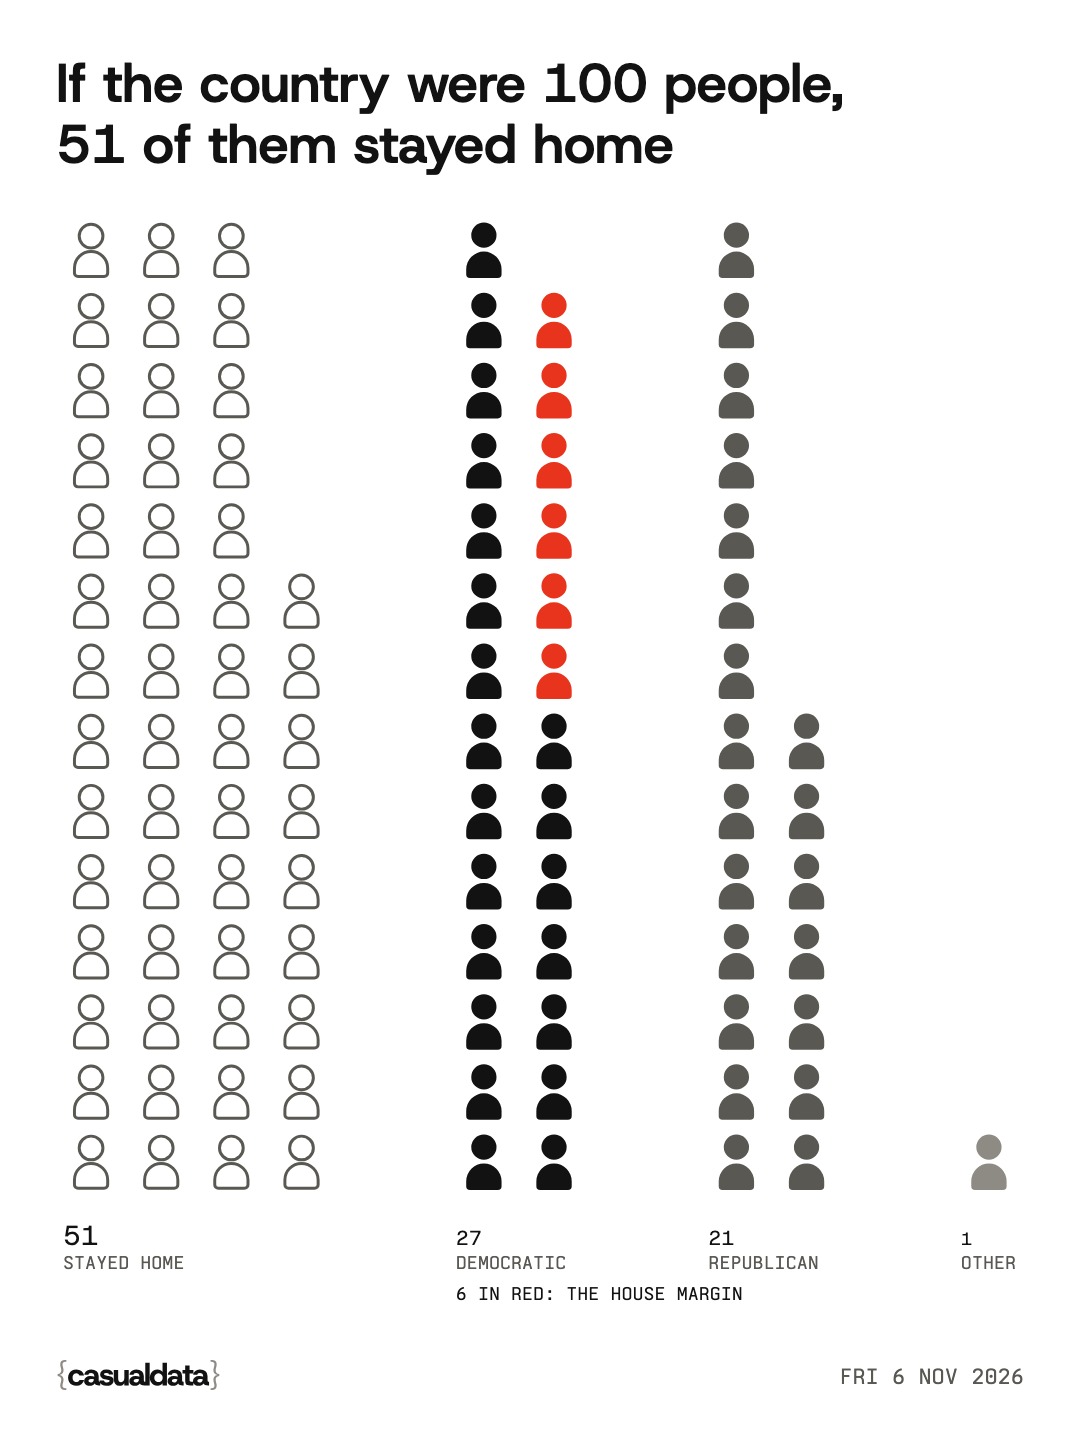 If the country were 100 people,
51 of them stayed home
51
STAYED HOME
27
DEMOCRATIC
6 IN RED: THE HOUSE MARGIN
21
REPUBLICAN
1
OTHER
{casualdata}
FRI 6 NOV 2026